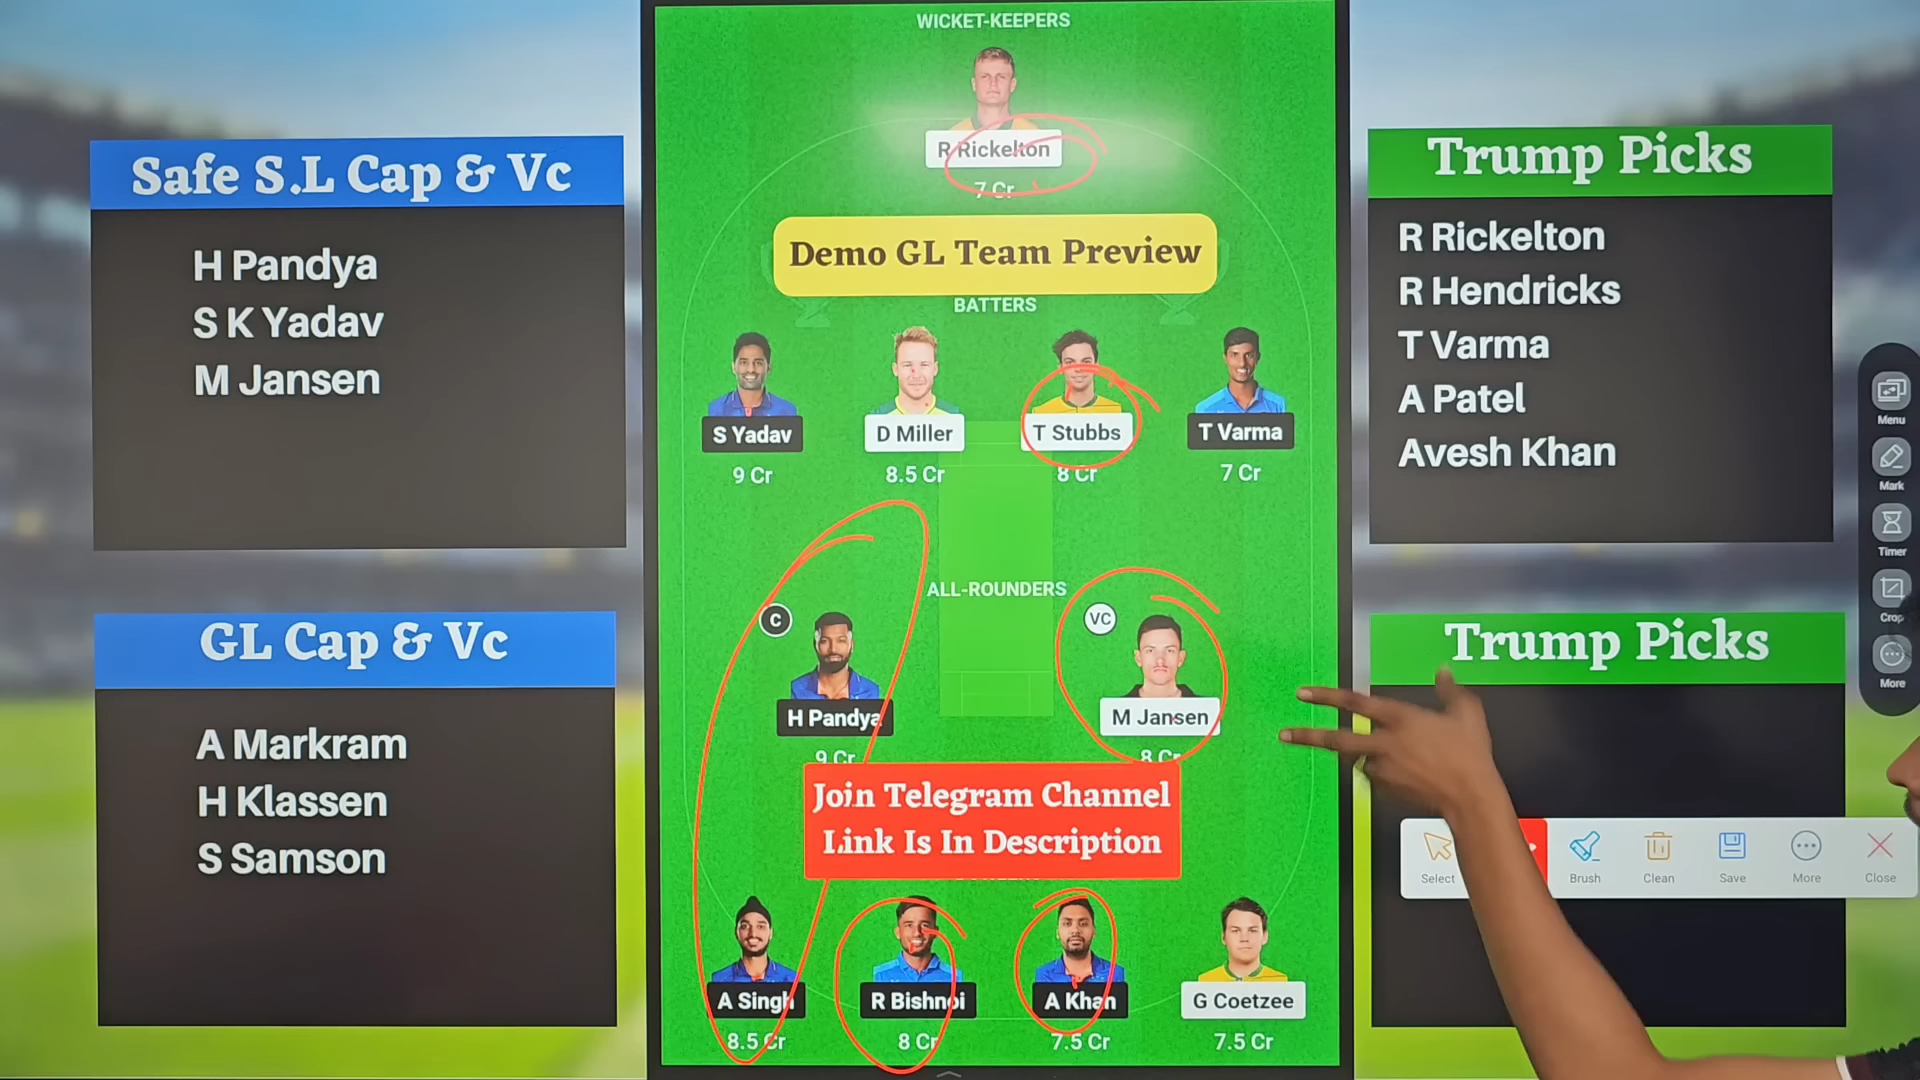 WICKET-KEEPERS
R Rickelton
7 Cr
Demo GL Team Preview
BATTERS
S Yadav
D Miller
T Stubbs
T Varma
9 Cr
8.5 Cr
8 Cr
7 Cr
ALL-ROUNDERS
C
VC
H Pandya
M Jansen
9 Cr
8 Cr
Join Telegram Channel
Link Is In Description
A Singh
R Bishnoi
A Khan
G Coetzee
8.5 Cr
8 Cr
7.5 Cr
7.5 Cr
Safe S.L Cap & Vc
H Pandya
S K Yadav
M Jansen
GL Cap & Vc
A Markram
H Klassen
S Samson
Trump Picks
R Rickelton
R Hendricks
T Varma
A Patel
Avesh Khan
Trump Picks
Menu
Mark
Timer
Crop
More
Select
Brush
Clean
Save
More
Close